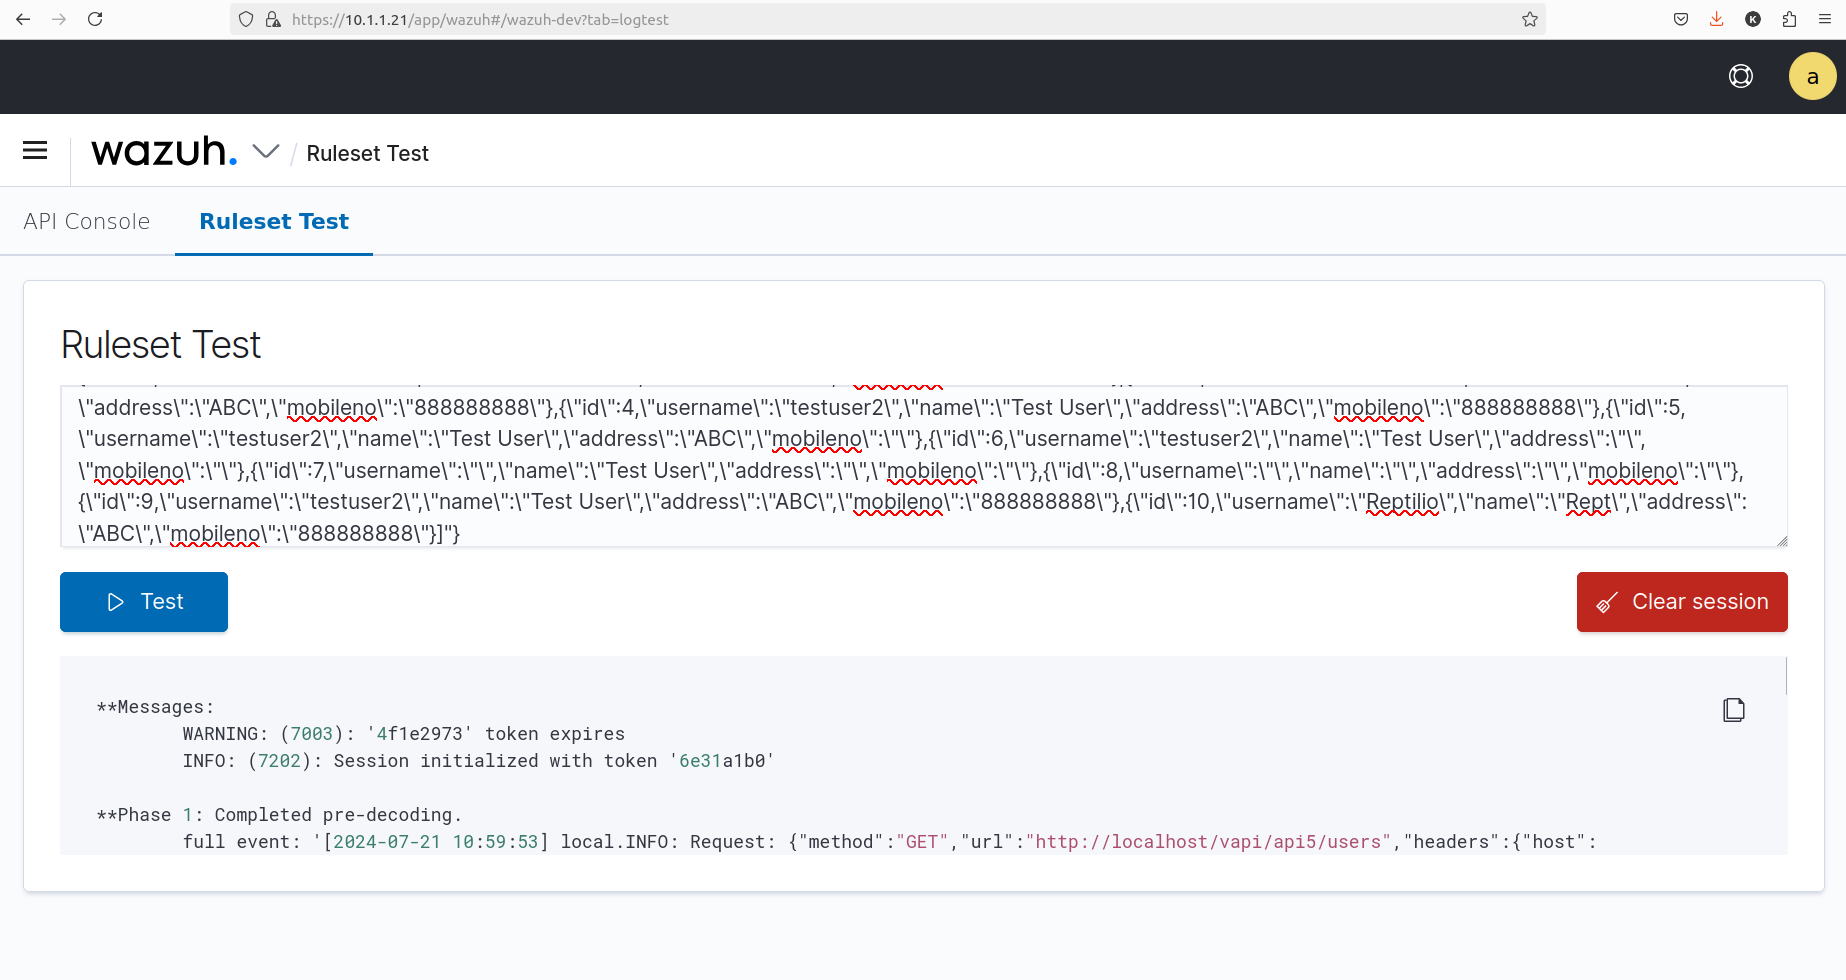 https://10.1.1.21/app/wazuh#/wazuh-dev?tab=logtest
K
a
wazuh. / Ruleset Test
API Console Ruleset Test
Ruleset Test
\"address\":\"ABC\",\"mobileno\":\"888888888\"},{\"id\":4,\"username\":\"testuser2\",\"name\":\"Test User\",\"address\":\"ABC\",\"mobileno\":\"888888888\"},{\"id\":5,
\"username\":\"testuser2\",\"name\":\"Test User\",\"address\":\"ABC\",\"mobileno\":\"\"},{\"id\":6,\"username\":\"testuser2\",\"name\":\"Test User\",\"address\":\"\",
\"mobileno\":\"\"},{\"id\":7,\"username\":\"\",\"name\":\"Test User\",\"address\":\"\",\"mobileno\":\"\"},{\"id\":8,\"username\":\"\",\"name\":\"\",\"address\":\"\",\"mobileno\":\"\"},
{\"id\":9,\"username\":\"testuser2\",\"name\":\"Test User\",\"address\":\"ABC\",\"mobileno\":\"888888888\"},{\"id\":10,\"username\":\"Reptilio\",\"name\":\"Rept\",\"address\":
\"ABC\",\"mobileno\":\"888888888\"}]"}
Test
Clear session
**Messages:
WARNING: (7003): '4f1e2973' token expires
INFO: (7202): Session initialized with token '6e31a1b0'
**Phase 1: Completed pre-decoding.
full event: '[2024-07-21 10:59:53] local.INFO: Request: {"method":"GET","url":"http://localhost/vapi/api5/users","headers":{"host":